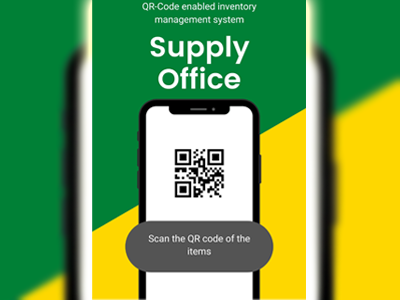 QR-Code enabled inventory
management system
Supply
Office
Scan the QR code of the
items